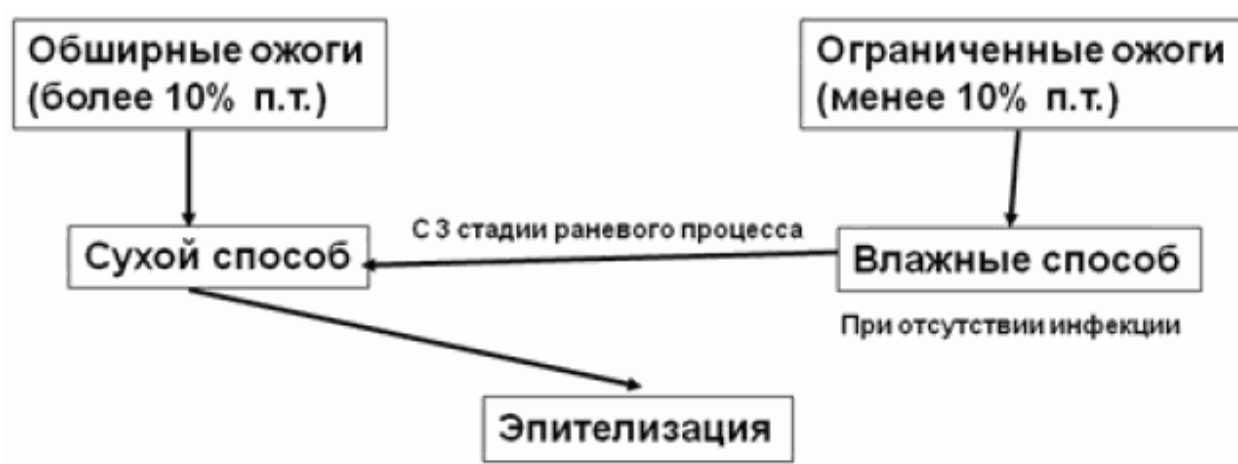 Обширные ожоги
(более 10% п.т.)
Ограниченные ожоги
(менее 10% п.т.)
С 3 стадии раневого процесса
Сухой способ
Влажные способ
При отсутствии инфекции
Эпителизация